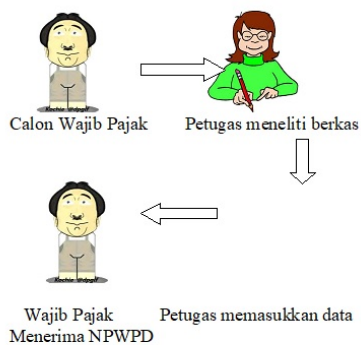 Calon Wajib Pajak
Petugas meneliti berkas
Wajib Pajak
Menerima NPWPD
Petugas memasukkan data